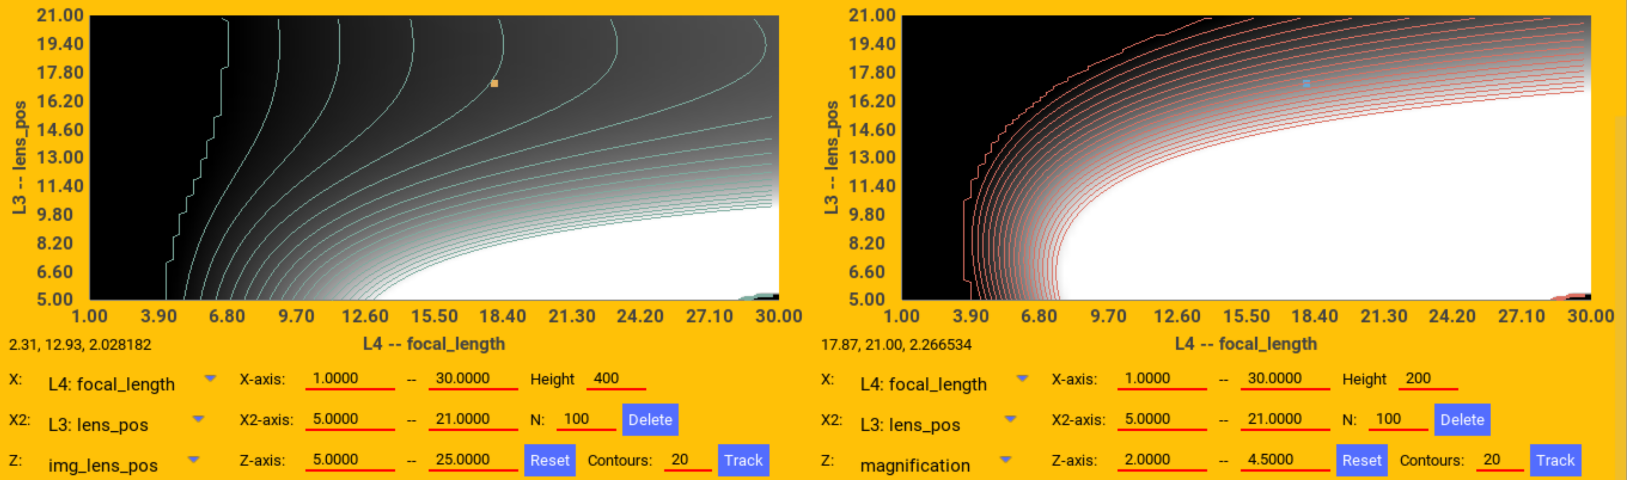 21.00
19.40
17.80
16.20
14.60
13.00
11.40
9.80
8.20
6.60
5.00
L3 -- lens_pos
1.00 3.90 6.80 9.70 12.60 15.50 18.40 21.30 24.20 27.10 30.00
2.31, 12.93, 2.028182 L4 -- focal_length
X: L4: focal_length X-axis: 1.0000 -- 30.0000 Height 400
X2: L3: lens_pos X2-axis: 5.0000 -- 21.0000 N: 100 Delete
Z: img_lens_pos Z-axis: 5.0000 -- 25.0000 Reset Contours: 20 Track
21.00
19.40
17.80
16.20
14.60
13.00
11.40
9.80
8.20
6.60
5.00
L3 -- lens_pos
1.00 3.90 6.80 9.70 12.60 15.50 18.40 21.30 24.20 27.10 30.00
17.87, 21.00, 2.266534 L4 -- focal_length
X: L4: focal_length X-axis: 1.0000 -- 30.0000 Height 200
X2: L3: lens_pos X2-axis: 5.0000 -- 21.0000 N: 100 Delete
Z: magnification Z-axis: 2.0000 -- 4.5000 Reset Contours: 20 Track